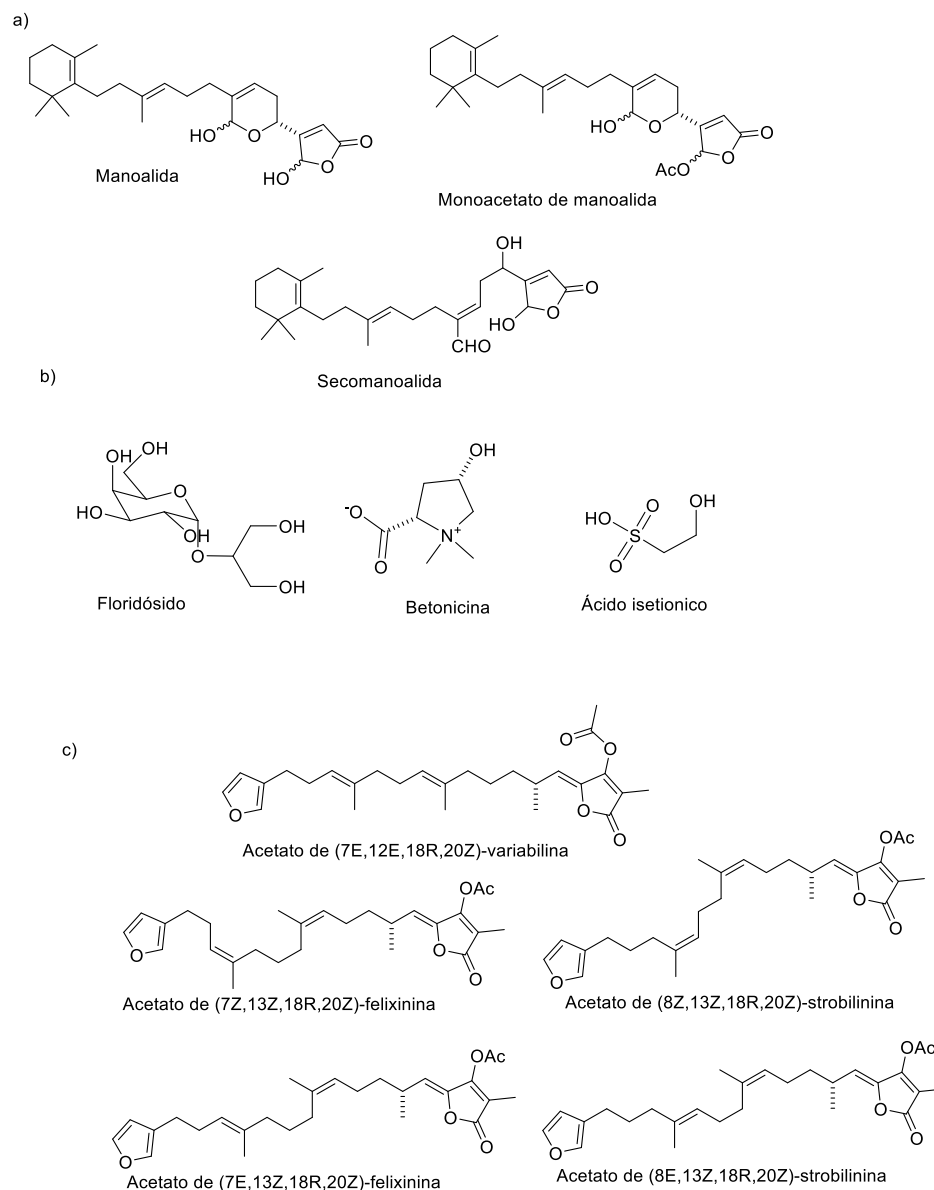 a)
Manoalida
Monoacetato de manoalida
Secomanoalida
HO
O
HO
O
O
HO
O
AcO
O
O
OH
HO
O
O
CHO
b)
OH
OH
O
HO
OH
O
OH
OH
Floridósido
OH
-O
O
N+
Betonicina
HO
O
S
O
OH
Ácido isetionico
c)
O
O
O
O
O
Acetato de (7E,12E,18R,20Z)-variabilina
OAc
O
O
O
Acetato de (7Z,13Z,18R,20Z)-felixinina
OAc
O
O
O
Acetato de (8Z,13Z,18R,20Z)-strobilinina
OAc
O
O
O
Acetato de (7E,13Z,18R,20Z)-felixinina
OAc
O
O
O
Acetato de (8E,13Z,18R,20Z)-strobilinina